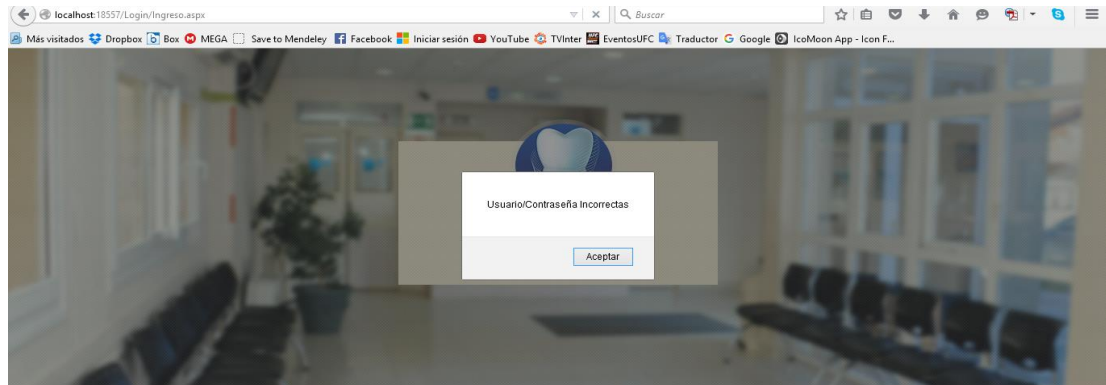 localhost:18557/Login/Ingreso.aspx
Buscar
Más visitados Dropbox Box MEGA Save to Mendeley Facebook Iniciar sesión YouTube TVInter EventosUFC Traductor Google IcoMoon App - Icon F...
Usuario/Contraseña Incorrectas
Aceptar